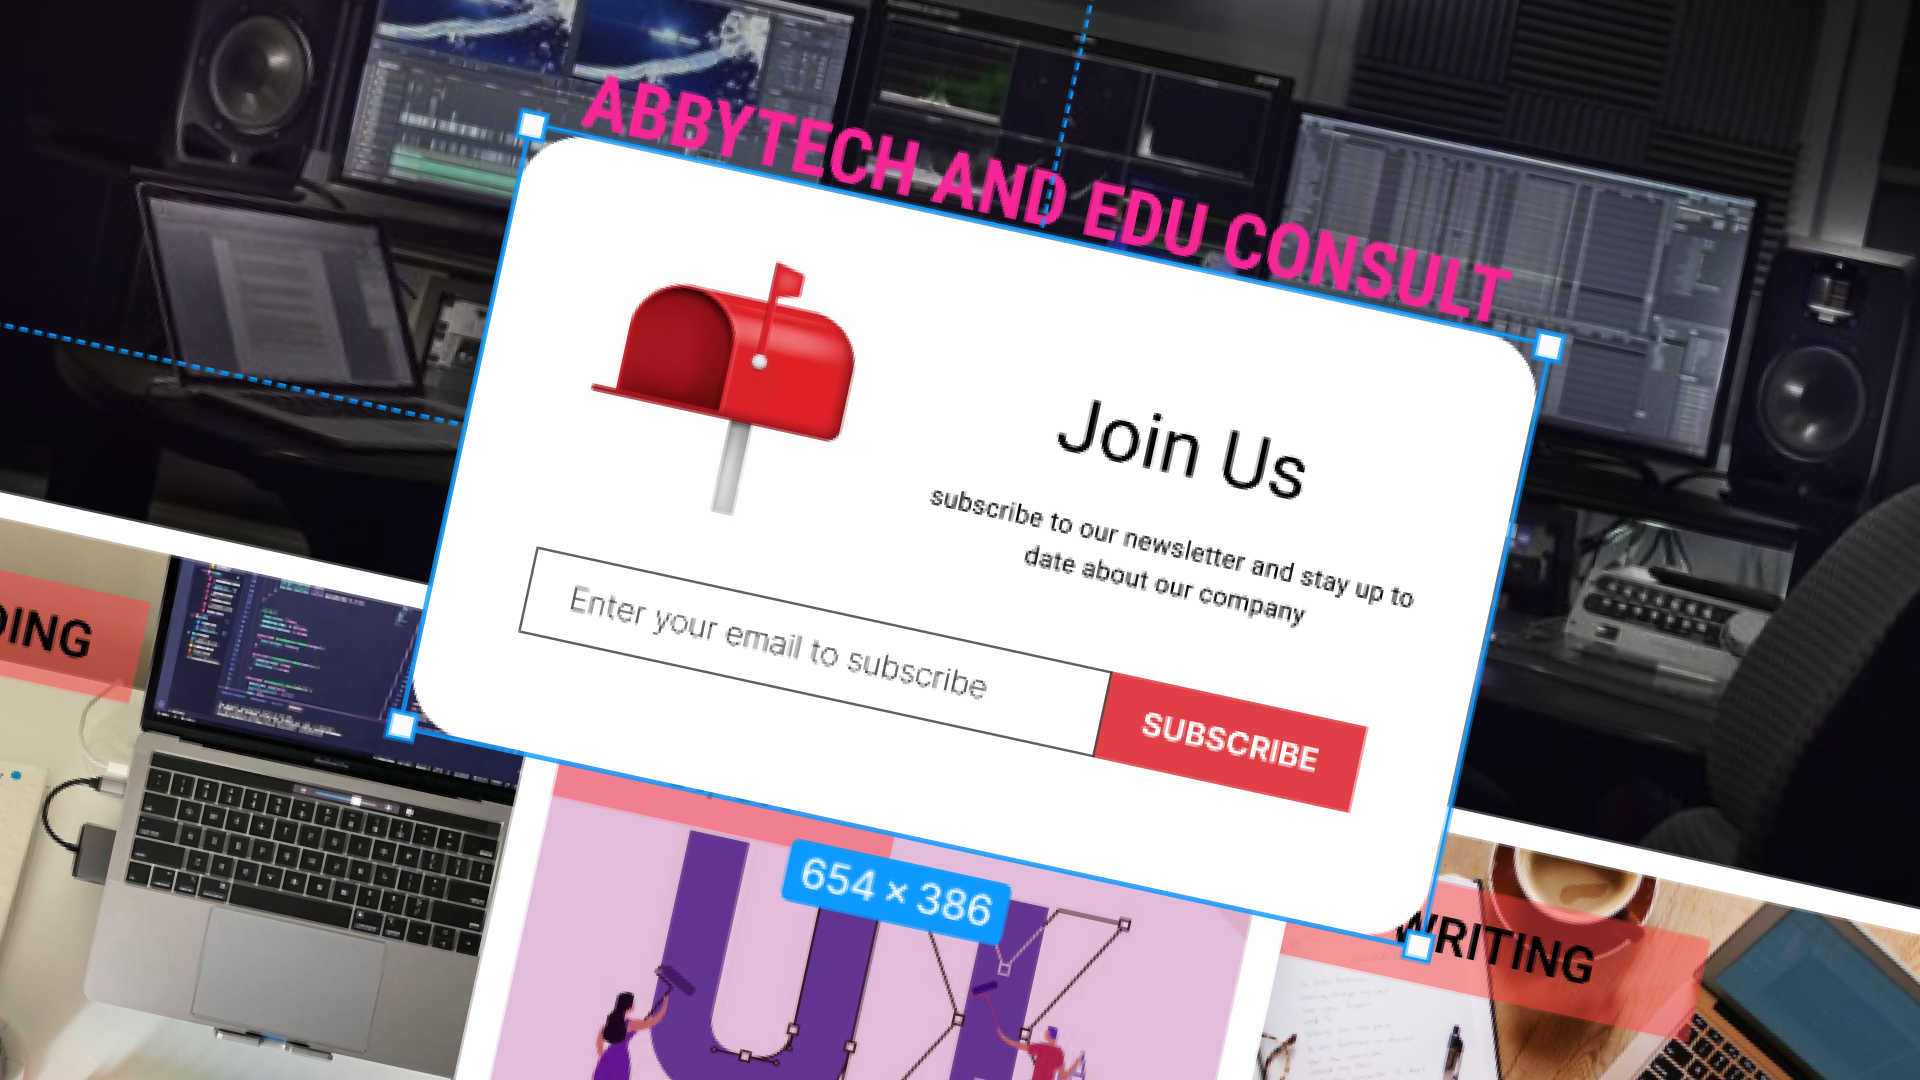 ABBYTECH AND EDU CONSULT
Join Us
subscribe to our newsletter and stay up to
date about our company
Enter your email to subscribe
SUBSCRIBE
DING
654 × 386
WRITING
UX